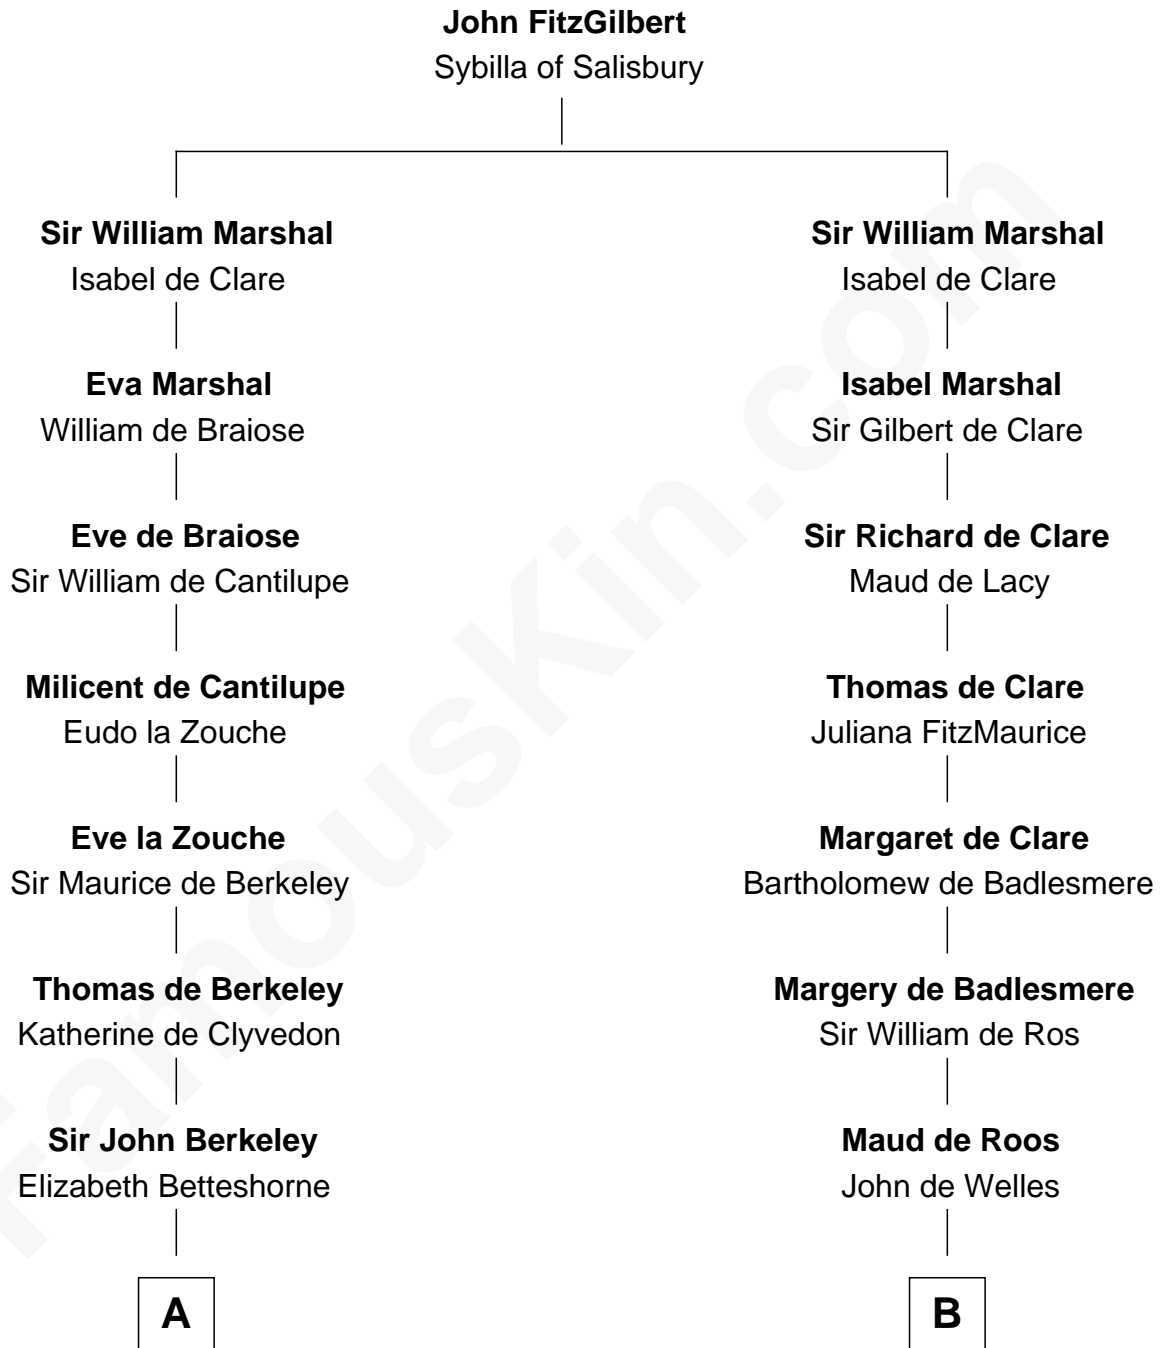 John FitzGilbert
Sybilla of Salisbury
Sir William Marshal
Isabel de Clare
Eva Marshal
William de Braiose
Eve de Braiose
Sir William de Cantilupe
Milicent de Cantilupe
Eudo la Zouche
Eve la Zouche
Sir Maurice de Berkeley
Thomas de Berkeley
Katherine de Clyvedon
Sir John Berkeley
Elizabeth Betteshorne
A
Sir William Marshal
Isabel de Clare
Isabel Marshal
Sir Gilbert de Clare
Sir Richard de Clare
Maud de Lacy
Thomas de Clare
Juliana FitzMaurice
Margaret de Clare
Bartholomew de Badlesmere
Margery de Badlesmere
Sir William de Ros
Maud de Roos
John de Welles
B
FamousKin.com